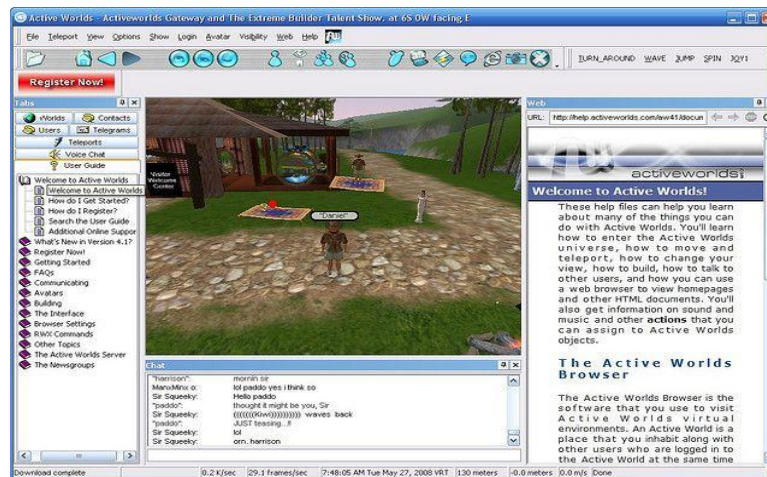 Active Worlds - Activeworlds Gateway and The Extreme Builder Talent Show, at 6S 0W facing E
File Teleport View Options Show Login Avatar Visibility Web Help
TURN_AROUND WAVE JUMP SPIN JOY1
Register Now!
Tabs
Worlds Contacts
Users Telegrams
Teleports
Voice Chat
User Guide
Welcome to Active Worlds
Welcome to Active Worlds
How do I Get Started?
How do I Register?
Search the User Guide
Additional Online Suppor
What's New in Version 4.1?
Register Now!
Getting Started
FAQs
Communicating
Avatars
Building
The Interface
Browser Settings
RWX Commands
Other Topics
The Active Worlds Server
The Newsgroups
Visitor
Welcome
Center
"Daniel"
Chat
"harrison": mornin sir
ManxMinx o: lol paddo yes i think so
Sir Squeeky: Hello paddo
"paddo": thought it might be you, Sir
Sir Squeeky: ((((((((Kiwi)))))))))) waves back
"paddo": JUST teasing..!!
Sir Squeeky: lol
Sir Squeeky: orn. harrison
Web
URL: http://help.activeworlds.com/aw41/docun
activeworlds
Welcome to Active Worlds!
These help files can help you learn
about many of the things you can
do with Active Worlds. You'll learn
how to enter the Active Worlds
universe, how to move and
teleport, how to change your
view, how to build, how to talk to
other users, and how you can use
a web browser to view homepages
and other HTML documents. You'll
also get information on sound and
music and other actions that you
can assign to Active Worlds
objects.
The Active Worlds
Browser
The Active Worlds Browser is the
software that you use to visit
Active Worlds virtual
environments. An Active World is a
place that you inhabit along with
other users who are logged in to
the Active World at the same time
Download complete 0.2 K/sec 29.1 frames/sec 7:48:05 AM Tue May 27, 2008 VRT 130 meters -0.0 meters 0.0 m/s Done